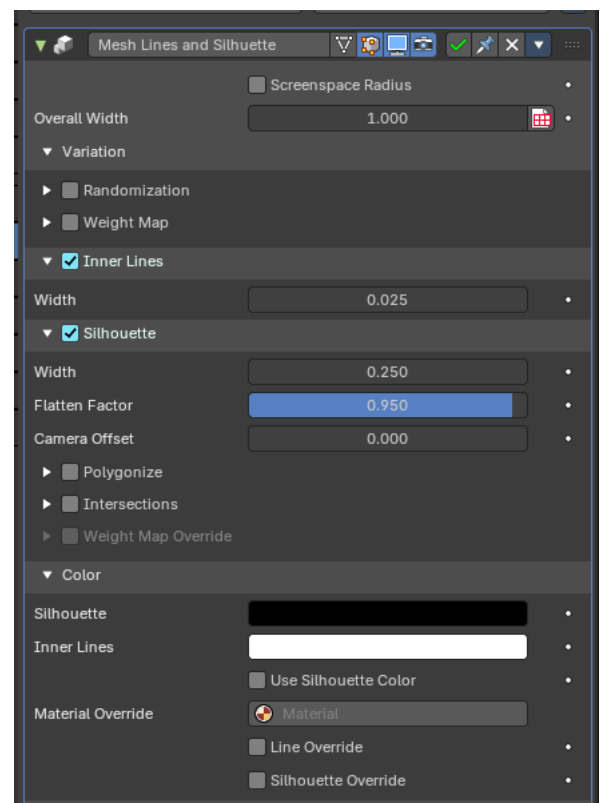 Mesh Lines and Silhuette
Screenspace Radius
Overall Width 1.000
Variation
Randomization
Weight Map
Inner Lines
Width 0.025
Silhouette
Width 0.250
Flatten Factor 0.950
Camera Offset 0.000
Polygonize
Intersections
Weight Map Override
Color
Silhouette
Inner Lines
Use Silhouette Color
Material Override Material
Line Override
Silhouette Override